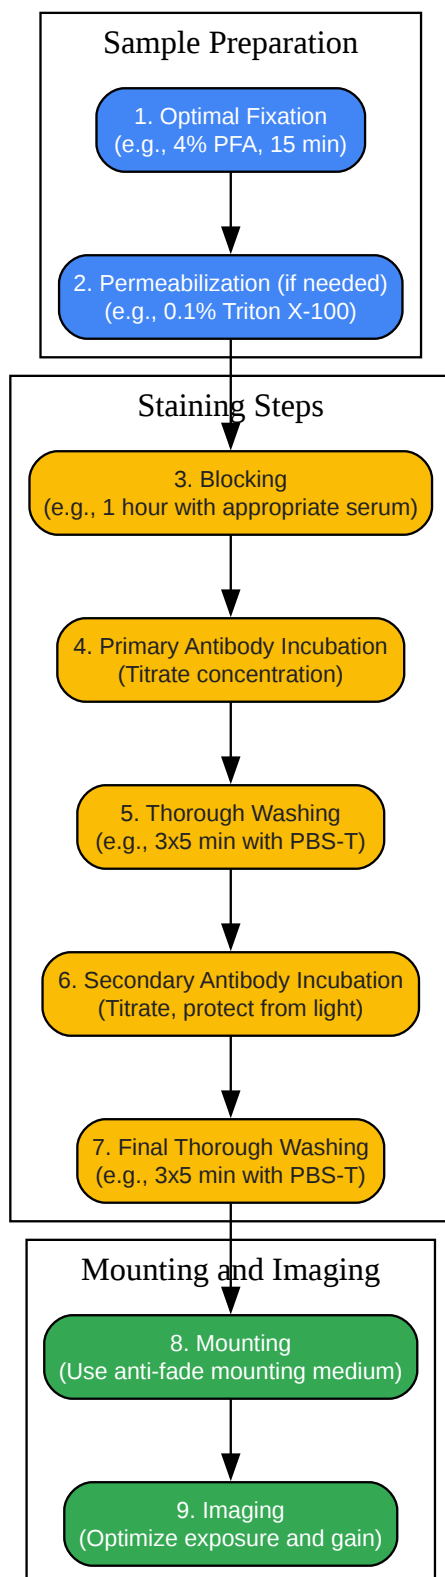 Sample Preparation
1. Optimal Fixation
(e.g., 4% PFA, 15 min)
2. Permeabilization (if needed)
(e.g., 0.1% Triton X-100)
Staining Steps
3. Blocking
(e.g., 1 hour with appropriate serum)
4. Primary Antibody Incubation
(Titrate concentration)
5. Thorough Washing
(e.g., 3x5 min with PBS-T)
6. Secondary Antibody Incubation
(Titrate, protect from light)
7. Final Thorough Washing
(e.g., 3x5 min with PBS-T)
Mounting and Imaging
8. Mounting
(Use anti-fade mounting medium)
9. Imaging
(Optimize exposure and gain)